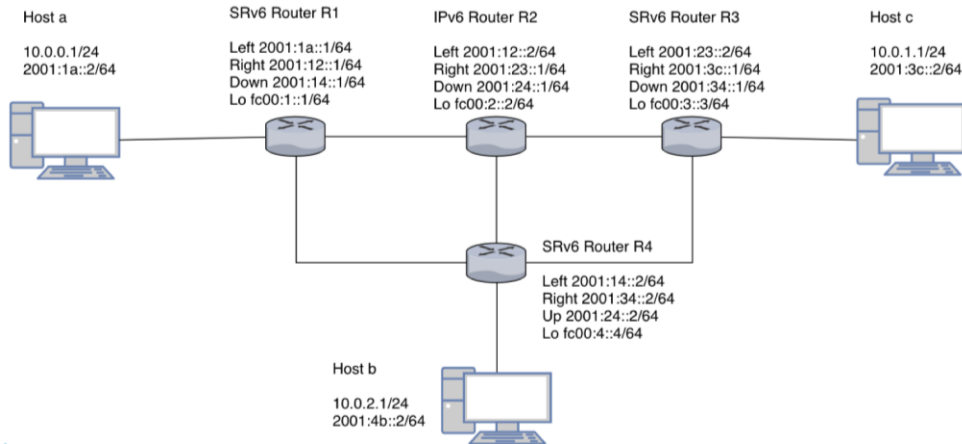 Host a
10.0.0.1/24
2001:1a::2/64
SRv6 Router R1
Left 2001:1a::1/64
Right 2001:12::1/64
Down 2001:14::1/64
Lo fc00:1::1/64
IPv6 Router R2
Left 2001:12::2/64
Right 2001:23::1/64
Down 2001:24::1/64
Lo fc00:2::2/64
SRv6 Router R3
Left 2001:23::2/64
Right 2001:3c::1/64
Down 2001:34::1/64
Lo fc00:3::3/64
Host c
10.0.1.1/24
2001:3c::2/64
SRv6 Router R4
Left 2001:14::2/64
Right 2001:34::2/64
Up 2001:24::2/64
Lo fc00:4::4/64
Host b
10.0.2.1/24
2001:4b::2/64